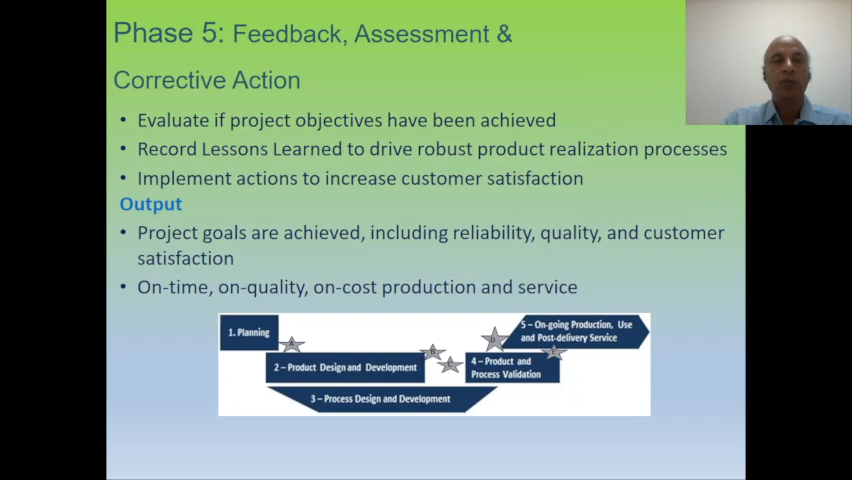 Phase 5: Feedback, Assessment &
Corrective Action
• Evaluate if project objectives have been achieved
• Record Lessons Learned to drive robust product realization processes
• Implement actions to increase customer satisfaction
Output
• Project goals are achieved, including reliability, quality, and customer
satisfaction
• On-time, on-quality, on-cost production and service
1. Planning
A
2 – Product Design and Development
B
C
3 – Process Design and Development
D
4 – Product and
Process Validation
5 – On-going Production, Use
and Post-delivery Service
E